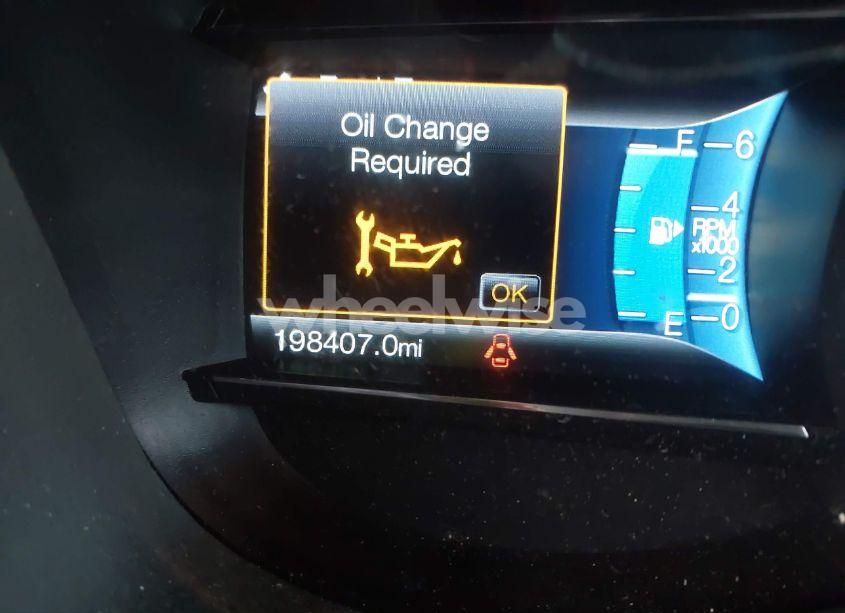 Oil Change
Required
OK
198407.0mi
F
E
6
4
RPM
x1000
2
0
wheelwise